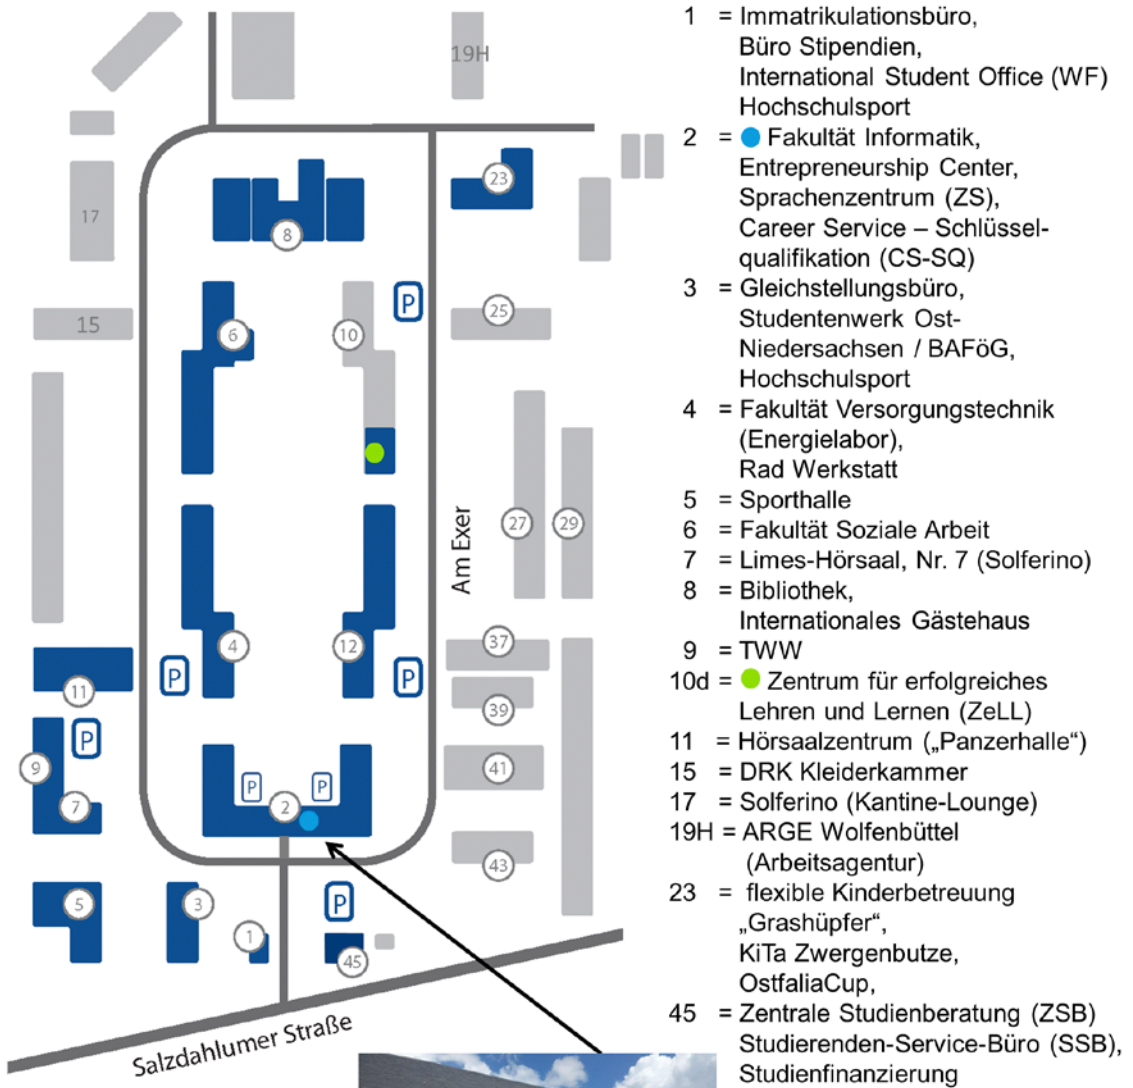 19H
17
23
8
15
6
10
P
25
27
29
Am Exer
4
12
37
11
P
P
39
P
9
7
41
P
P
2
43
5
3
1
P
45
Salzdahlumer Straße
1 = Immatrikulationsbüro,
Büro Stipendien,
International Student Office (WF)
Hochschulsport
2 = Fakultät Informatik,
Entrepreneurship Center,
Sprachenzentrum (ZS),
Career Service – Schlüssel-
qualifikation (CS-SQ)
3 = Gleichstellungsbüro,
Studentenwerk Ost-
Niedersachsen / BAFöG,
Hochschulsport
4 = Fakultät Versorgungstechnik
(Energielabor),
Rad Werkstatt
5 = Sporthalle
6 = Fakultät Soziale Arbeit
7 = Limes-Hörsaal, Nr. 7 (Solferino)
8 = Bibliothek,
Internationales Gästehaus
9 = TWW
10d = Zentrum für erfolgreiches
Lehren und Lernen (ZeLL)
11 = Hörsaalzentrum („Panzerhalle“)
15 = DRK Kleiderkammer
17 = Solferino (Kantine-Lounge)
19H = ARGE Wolfenbüttel
(Arbeitsagentur)
23 = flexible Kinderbetreuung
„Grashüpfer“,
KiTa Zwergenbutze,
OstfaliaCup,
45 = Zentrale Studienberatung (ZSB)
Studierenden-Service-Büro (SSB),
Studienfinanzierung